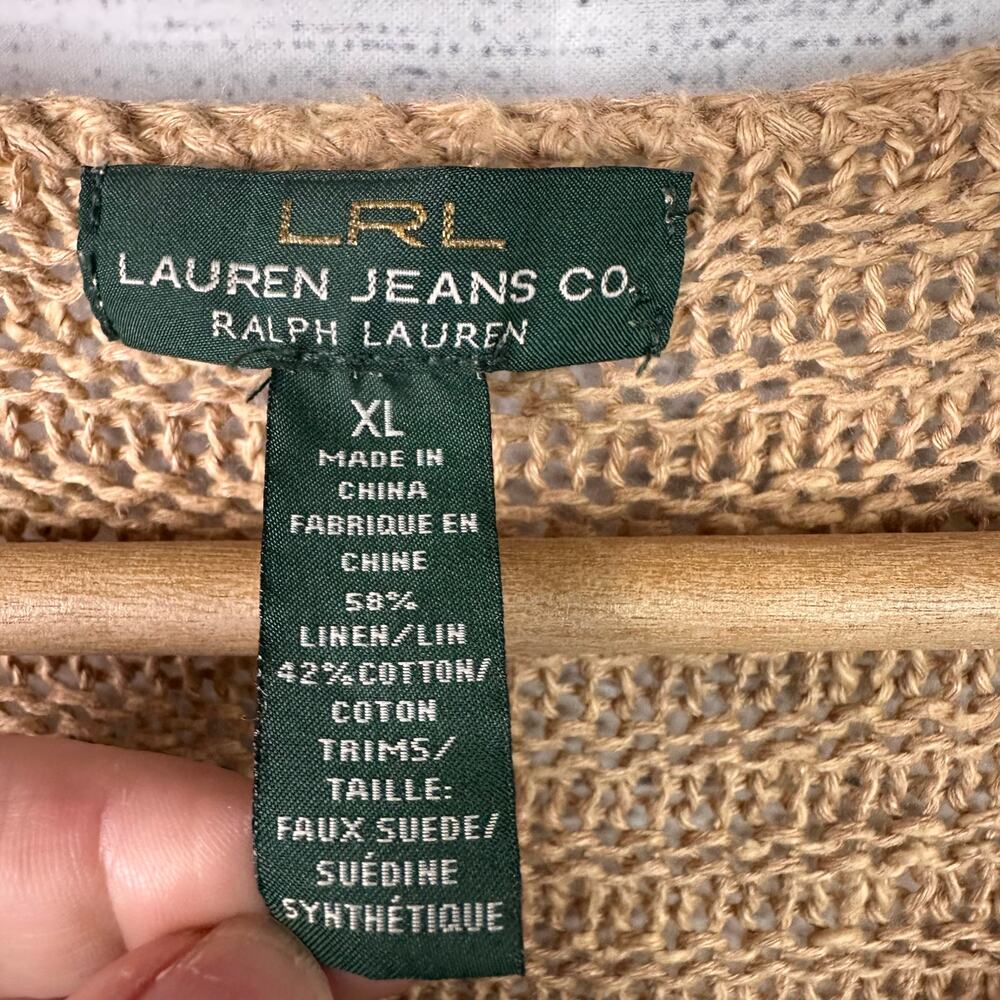 LRL
LAUREN JEANS CO.
RALPH LAUREN
XL
MADE IN
CHINA
FABRIQUE EN
CHINE
58%
LINEN/LIN
42%COTTON/
COTON
TRIMS/
TAILLE:
FAUX SUEDE/
SUÉDINE
SYNTHÉTIQUE